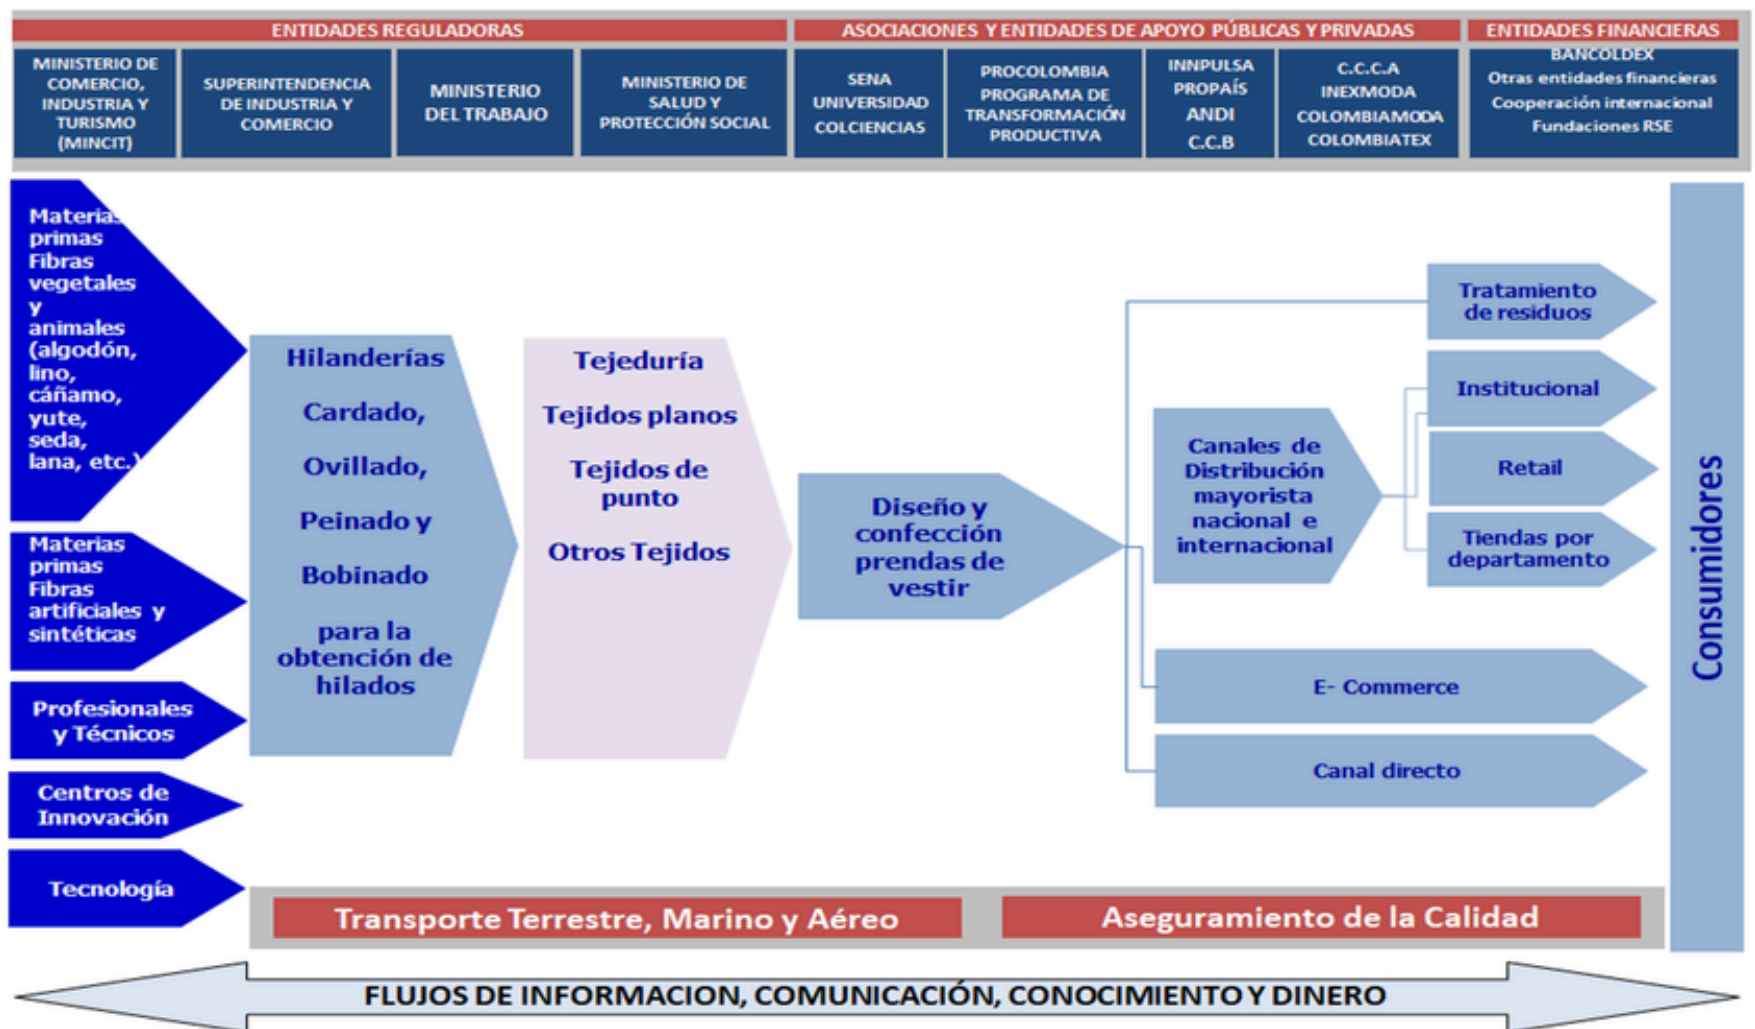 ENTIDADES REGULADORAS
ASOCIACIONES Y ENTIDADES DE APOYO PÚBLICAS Y PRIVADAS
ENTIDADES FINANCIERAS
MINISTERIO DE
COMERCIO,
INDUSTRIA Y
TURISMO
(MINCIT)
SUPERINTENDENCIA
DE INDUSTRIA Y
COMERCIO
MINISTERIO
DEL TRABAJO
MINISTERIO DE
SALUD Y
PROTECCIÓN SOCIAL
SENA
UNIVERSIDAD
COLCIENCIAS
PROCOLOMBIA
PROGRAMA DE
TRANSFORMACIÓN
PRODUCTIVA
INNPULSA
PROPAÍS
ANDI
C.C.B
C.C.C.A
INEXMODA
COLOMBIAMODA
COLOMBIATEX
BANCOLDEX
Otras entidades financieras
Cooperación internacional
Fundaciones RSE
Materias
primas
Fibras
vegetales
y
animales
(algodón,
lino,
cáñamo,
yute,
seda,
lana, etc.)
Materias
primas
Fibras
artificiales y
sintéticas
Profesionales
y Técnicos
Centros de
Innovación
Tecnología
Hilanderías
Cardado,
Ovillado,
Peinado y
Bobinado
para la
obtención de
hilados
Tejeduría
Tejidos planos
Tejidos de
punto
Otros Tejidos
Diseño y
confección
prendas de
vestir
Canales de
Distribución
mayorista
nacional e
internacional
Tratamiento
de residuos
Institucional
Retail
Tiendas por
departamento
E- Commerce
Canal directo
Consumidores
Transporte Terrestre, Marino y Aéreo
Aseguramiento de la Calidad
FLUJOS DE INFORMACION, COMUNICACIÓN, CONOCIMIENTO Y DINERO